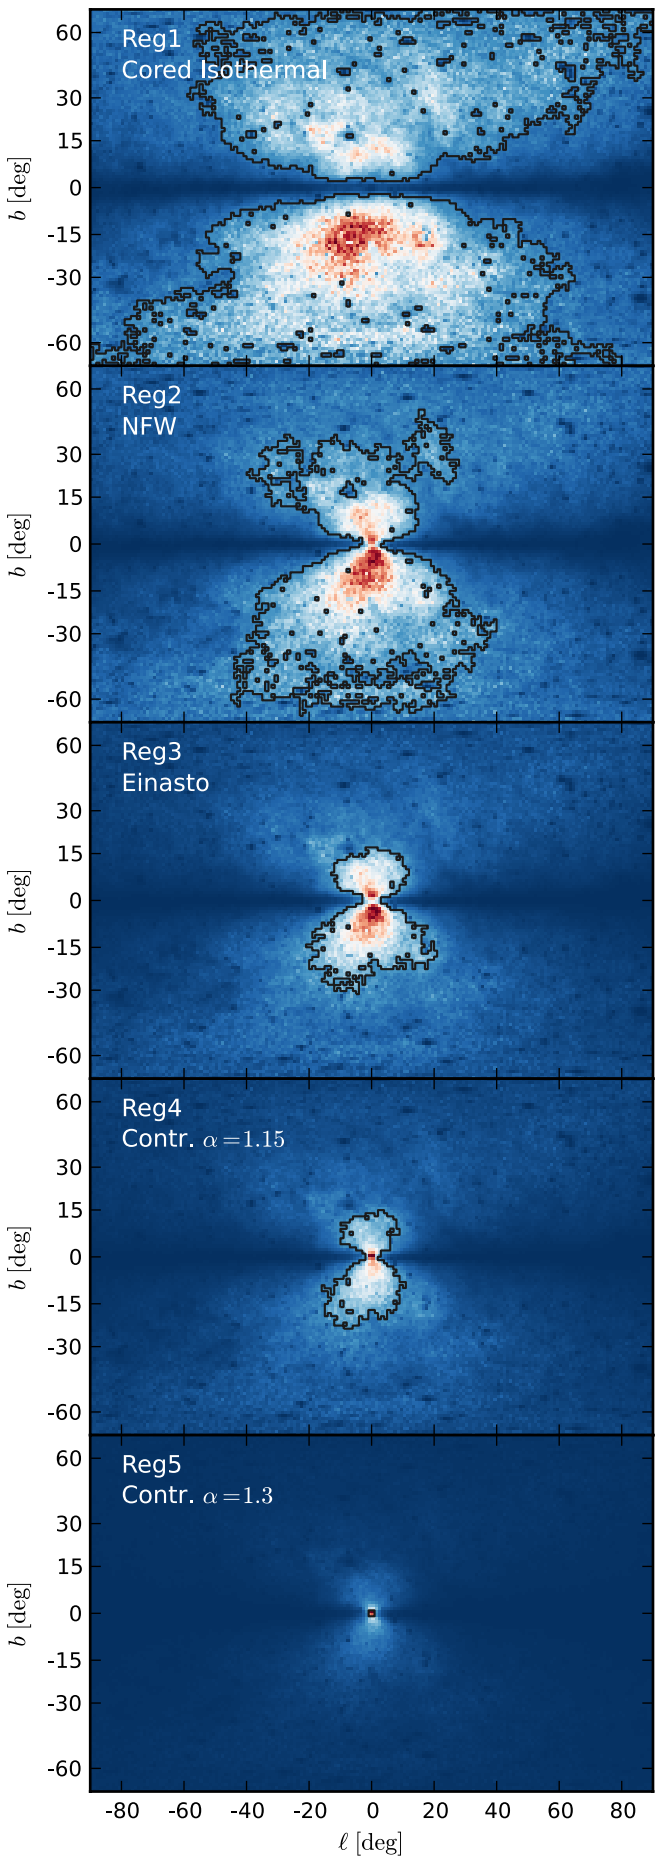 60
Reg1
Cored Isothermal
30
15
0
b [deg]
-15
-30
-60
60
Reg2
NFW
30
15
0
b [deg]
-15
-30
-60
60
Reg3
Einasto
30
15
0
b [deg]
-15
-30
-60
60
Reg4
Contr. α=1.15
30
15
0
b [deg]
-15
-30
-60
60
Reg5
Contr. α=1.3
30
15
0
b [deg]
-15
-30
-60
-80 -60 -40 -20 0 20 40 60 80
ℓ [deg]